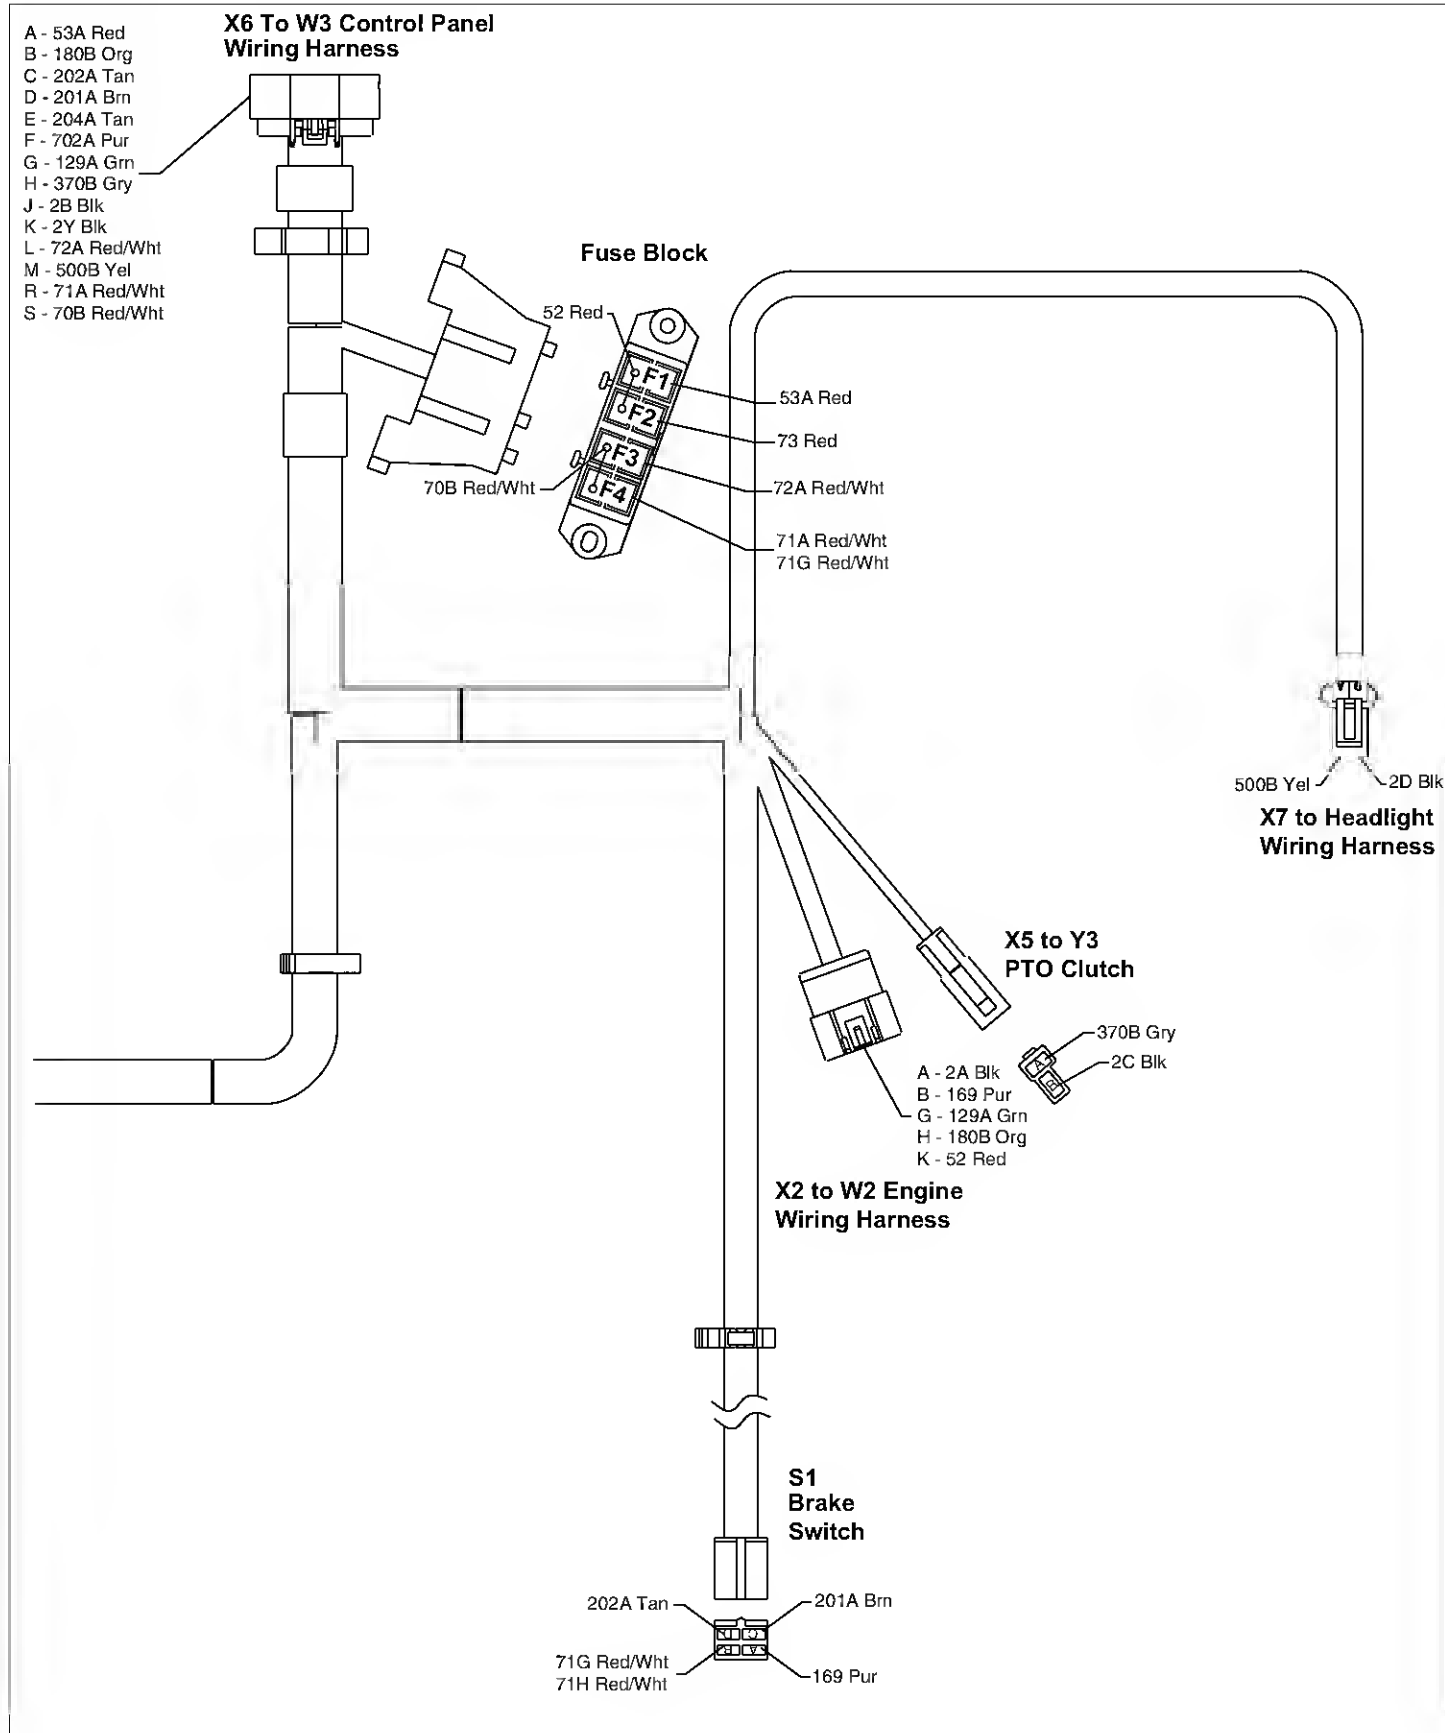 X6 To W3 Control Panel
Wiring Harness
A - 53A Red
B - 180B Org
C - 202A Tan
D - 201A Brn
E - 204A Tan
F - 702A Pur
G - 129A Grn
H - 370B Gry
J - 2B Blk
K - 2Y Blk
L - 72A Red/Wht
M - 500B Yel
R - 71A Red/Wht
S - 70B Red/Wht
Fuse Block
52 Red
F1
53A Red
F2
73 Red
F3
70B Red/Wht
72A Red/Wht
F4
71A Red/Wht
71G Red/Wht
500B Yel
2D Blk
X7 to Headlight
Wiring Harness
X5 to Y3
PTO Clutch
A
370B Gry
B
2C Blk
A - 2A Blk
B - 169 Pur
G - 129A Grn
H - 180B Org
K - 52 Red
X2 to W2 Engine
Wiring Harness
S1
Brake
Switch
202A Tan
201A Brn
D C
B A
71G Red/Wht
71H Red/Wht
169 Pur